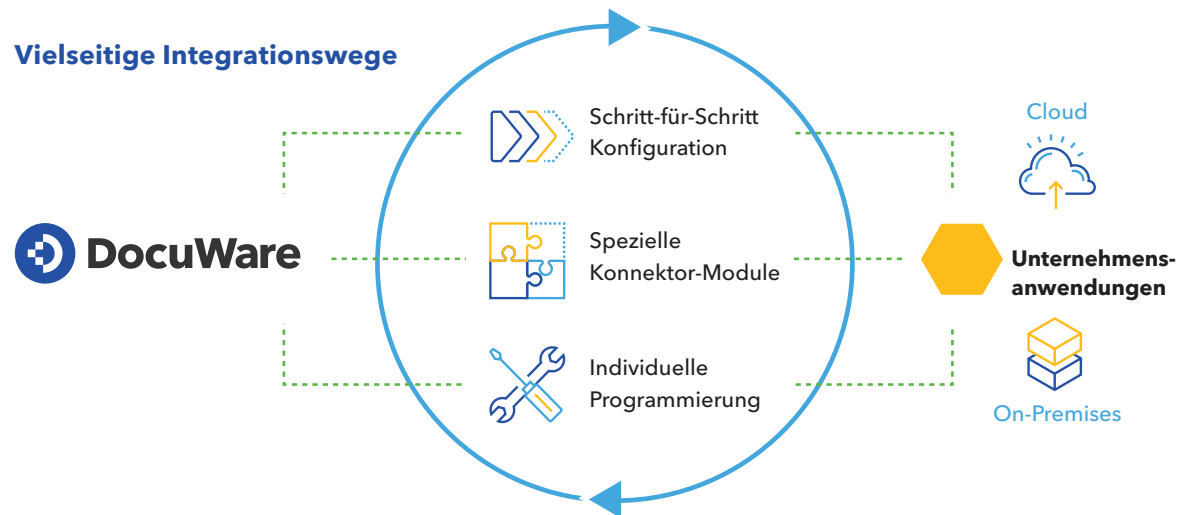 Vielseitige Integrationswege
DocuWare
Schritt-für-Schritt
Konfiguration
Spezielle
Konnektor-Module
Individuelle
Programmierung
Cloud
Unternehmens-
anwendungen
On-Premises